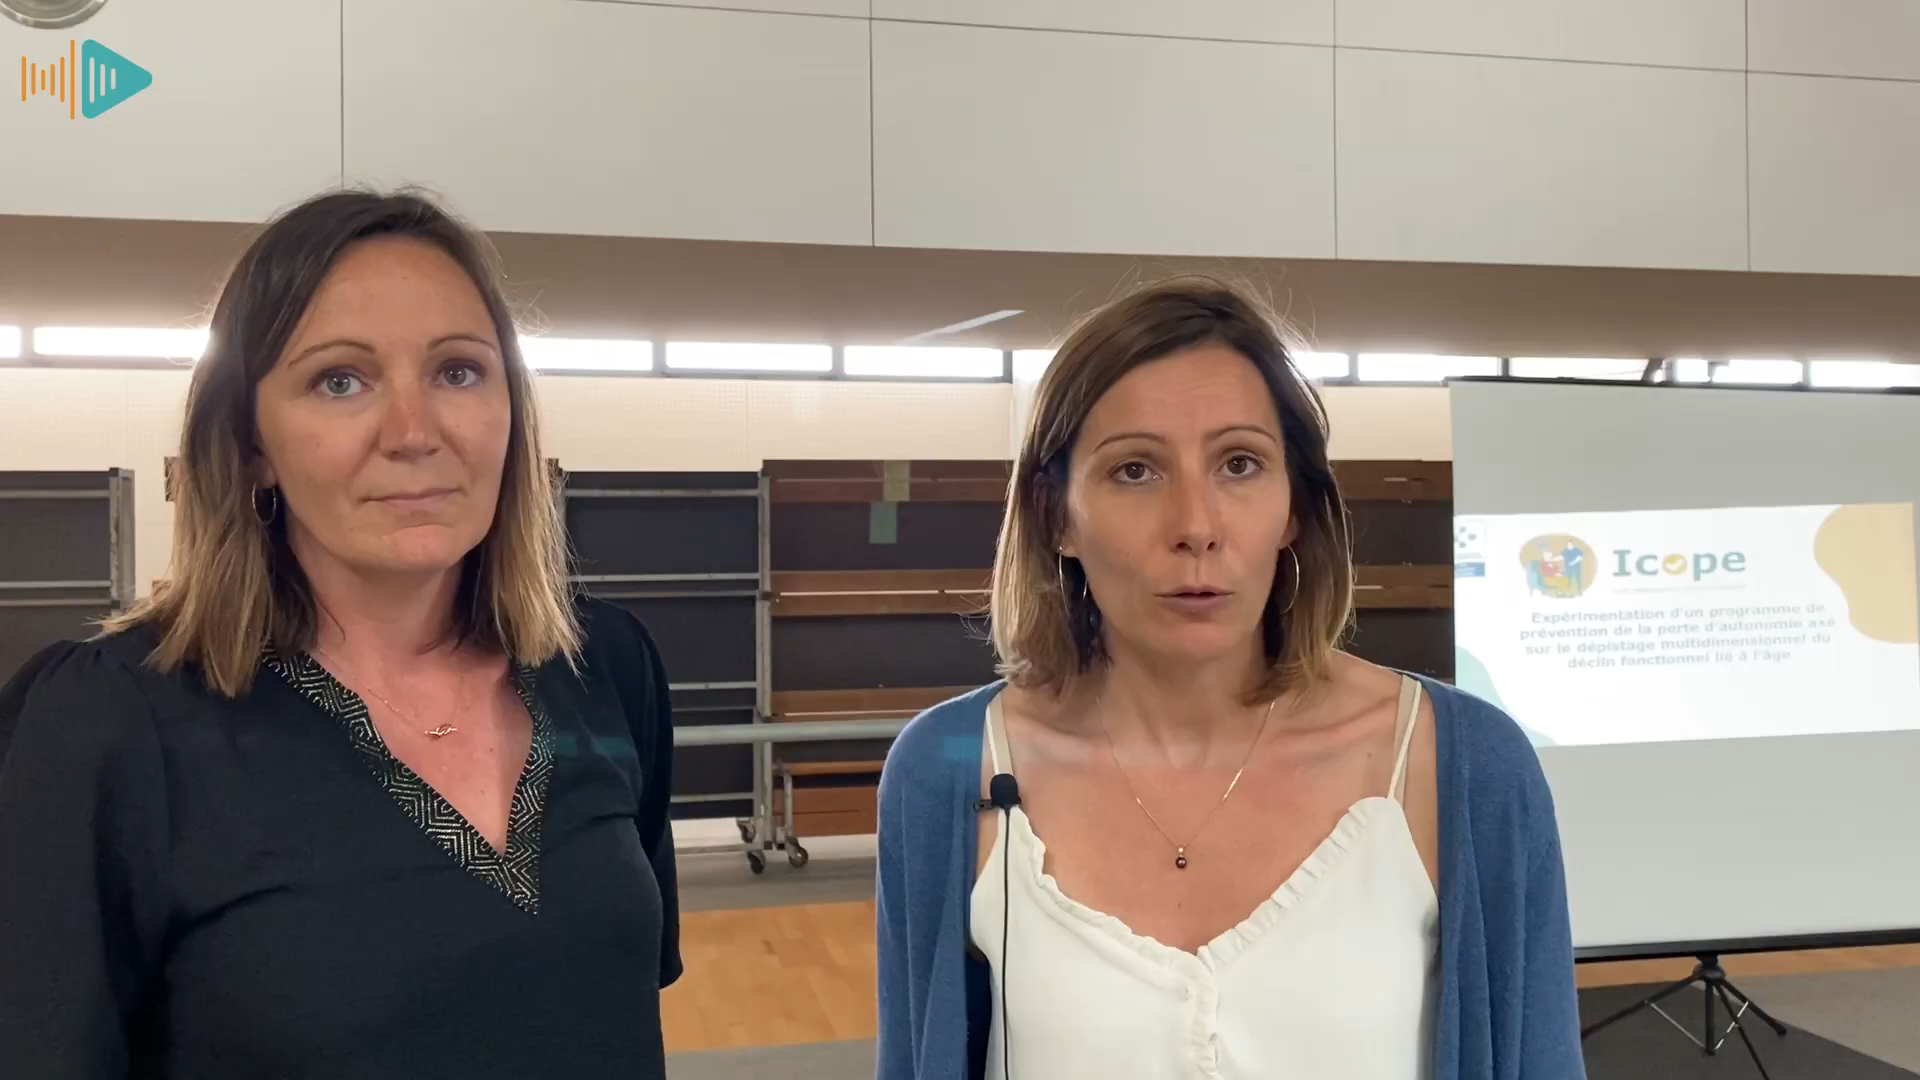 Icope
Expérimentation d'un programme de
prévention de la perte d'autonomie axé
sur le dépistage multidimensionnel du
déclin fonctionnel lié à l'âge